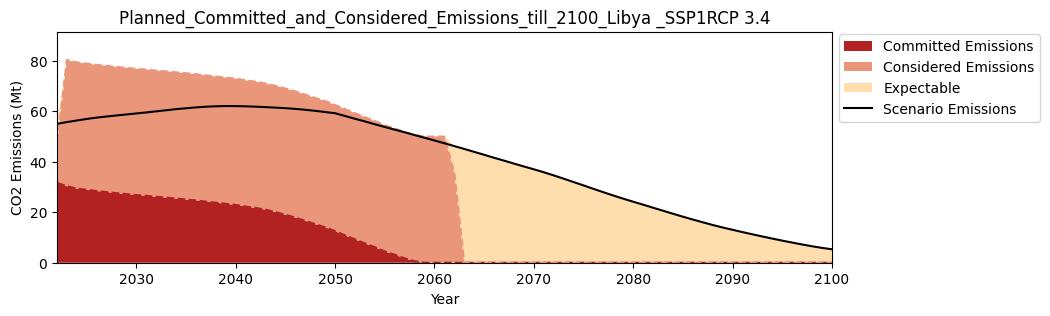 Planned_Committed_and_Considered_Emissions_till_2100_Libya _SSP1RCP 3.4
CO2 Emissions (Mt)
80
60
40
20
0
2030 2040 2050 2060 2070 2080 2090 2100
Year
Committed Emissions
Considered Emissions
Expectable
Scenario Emissions